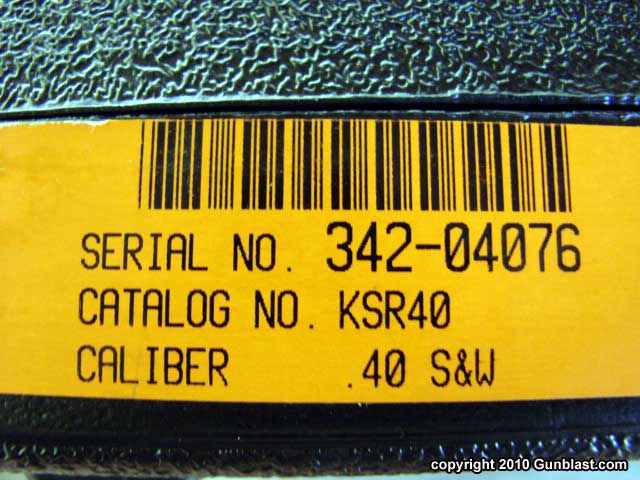 SERIAL NO. 342-04076
CATALOG NO. KSR40
CALIBER .40 S&W
copyright 2010 Gunblast.com